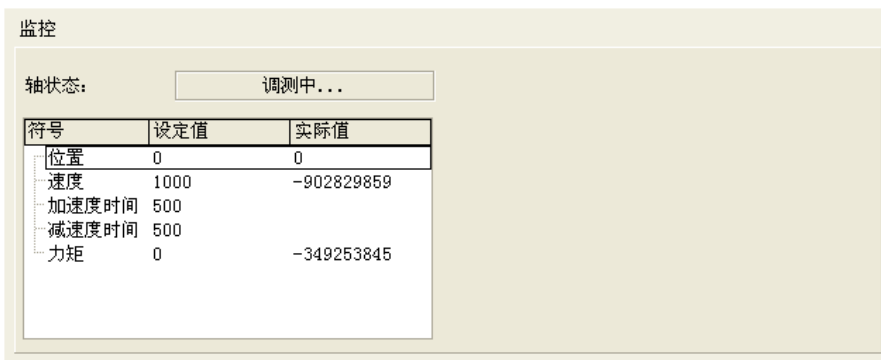 监控
轴状态: 调测中...
符号 设定值 实际值
位置 0 0
速度 1000 -902829859
加速度时间 500
减速度时间 500
力矩 0 -349253845